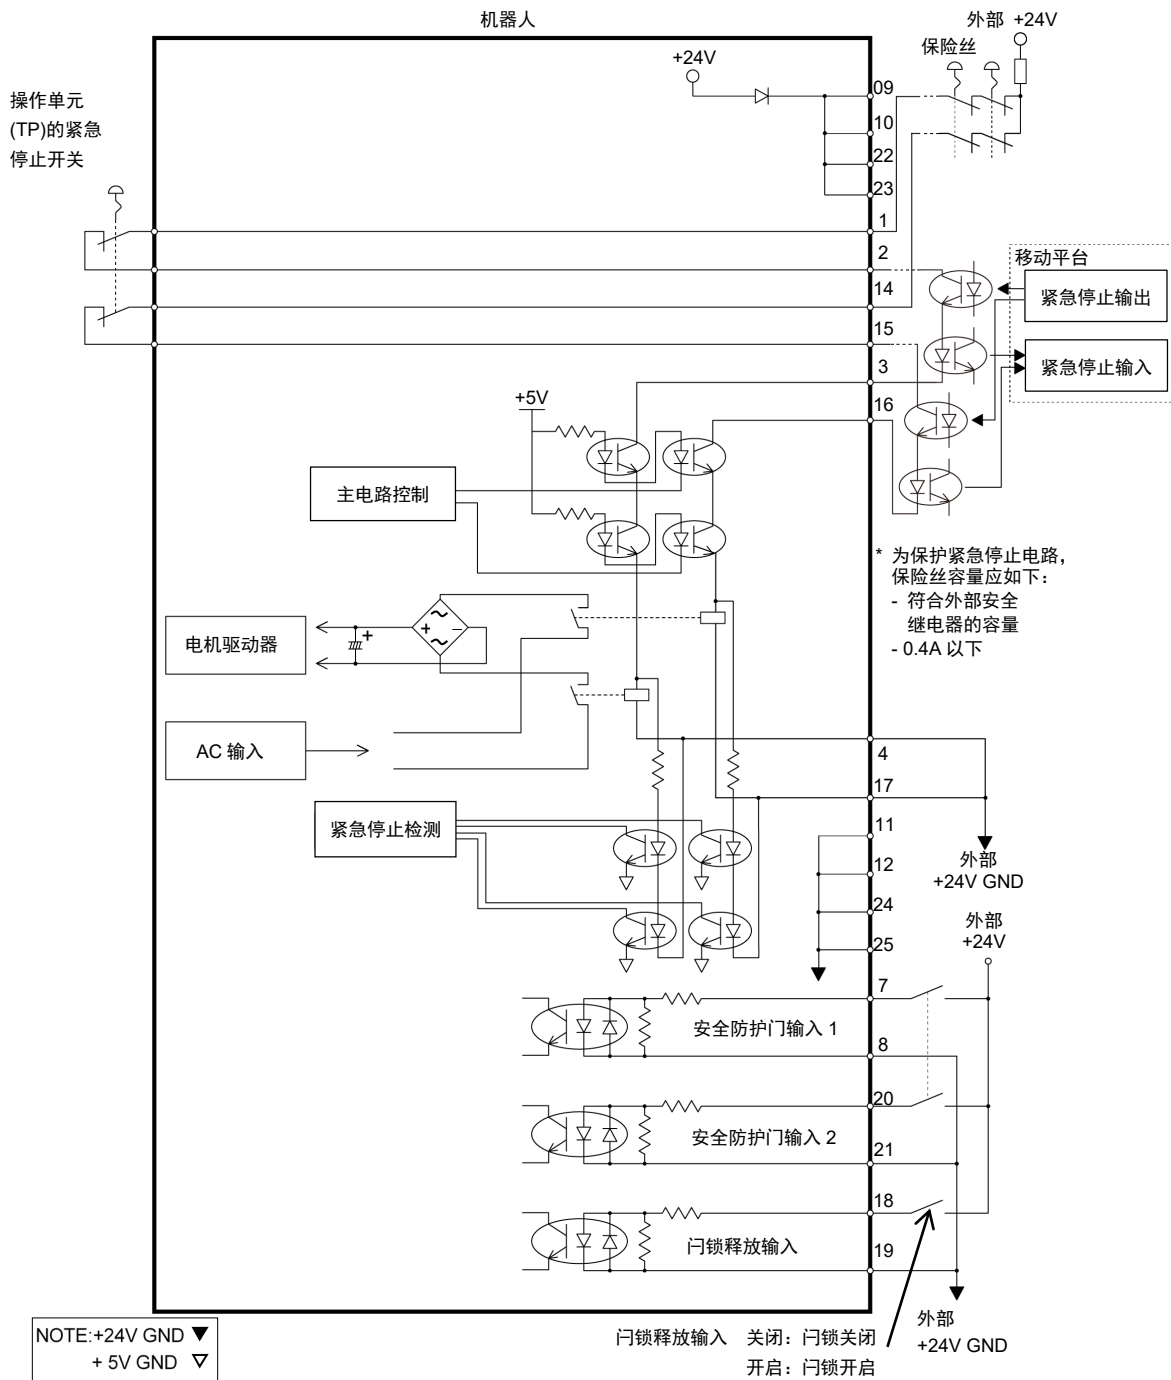 机器人
外部 +24V
保险丝
+24V
操作单元
(TP)的紧急
停止开关
09
10
22
23
1
2
14
15
3
16
移动平台
紧急停止输出
紧急停止输入
+5V
主电路控制
* 为保护紧急停止电路,
保险丝容量应如下:
- 符合外部安全
继电器的容量
- 0.4A 以下
+
～
+
–
～
电机驱动器
AC 输入
4
17
紧急停止检测
11
12
24
25
外部
+24V GND
外部
+24V
7
安全防护门输入 1
8
20
安全防护门输入 2
21
18
闩锁释放输入
19
外部
+24V GND
NOTE:+24V GND ▼
+ 5V GND ▽
闩锁释放输入 关闭：闩锁关闭
开启：闩锁开启